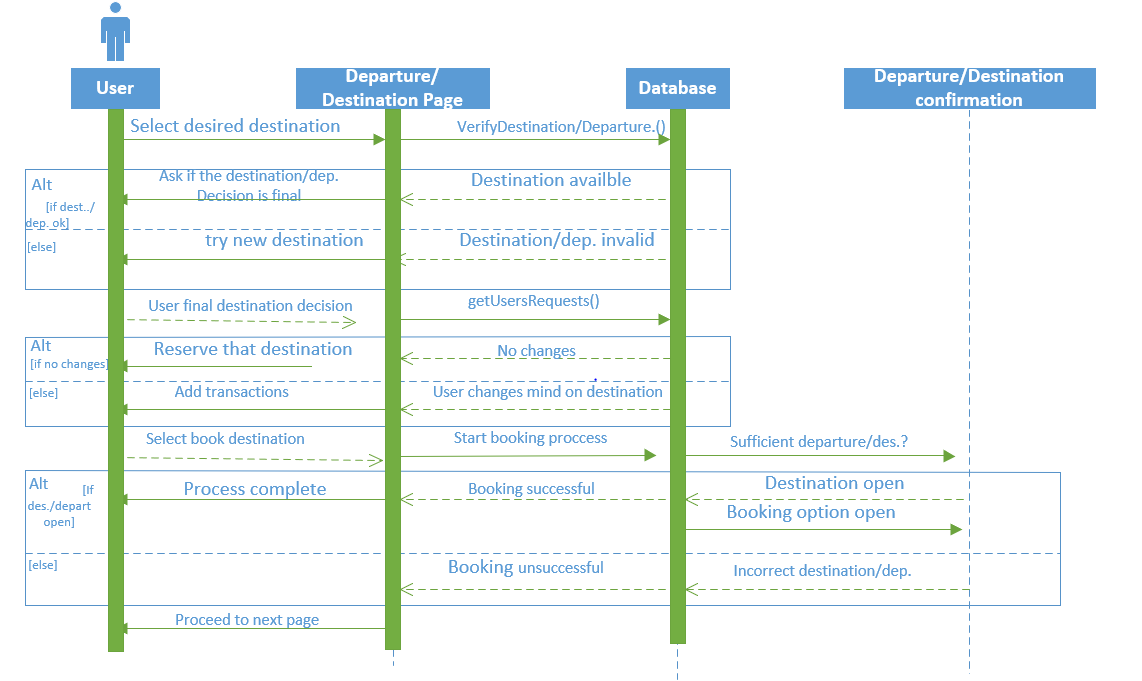 User
Departure/
Destination Page
Database
Departure/Destination
confirmation
Select desired destination
VerifyDestination/Departure.()
Alt
[if dest../
dep. ok]
Ask if the destination/dep.
Decision is final
Destination availble
[else]
try new destination
Destination/dep. invalid
User final destination decision
getUsersRequests()
Alt
[if no changes]
Reserve that destination
No changes
[else]
Add transactions
User changes mind on destination
Select book destination
Start booking proccess
Sufficient departure/des.?
Alt
[If
des./depart
open]
Process complete
Booking successful
Destination open
Booking option open
[else]
Booking unsuccessful
Incorrect destination/dep.
Proceed to next page